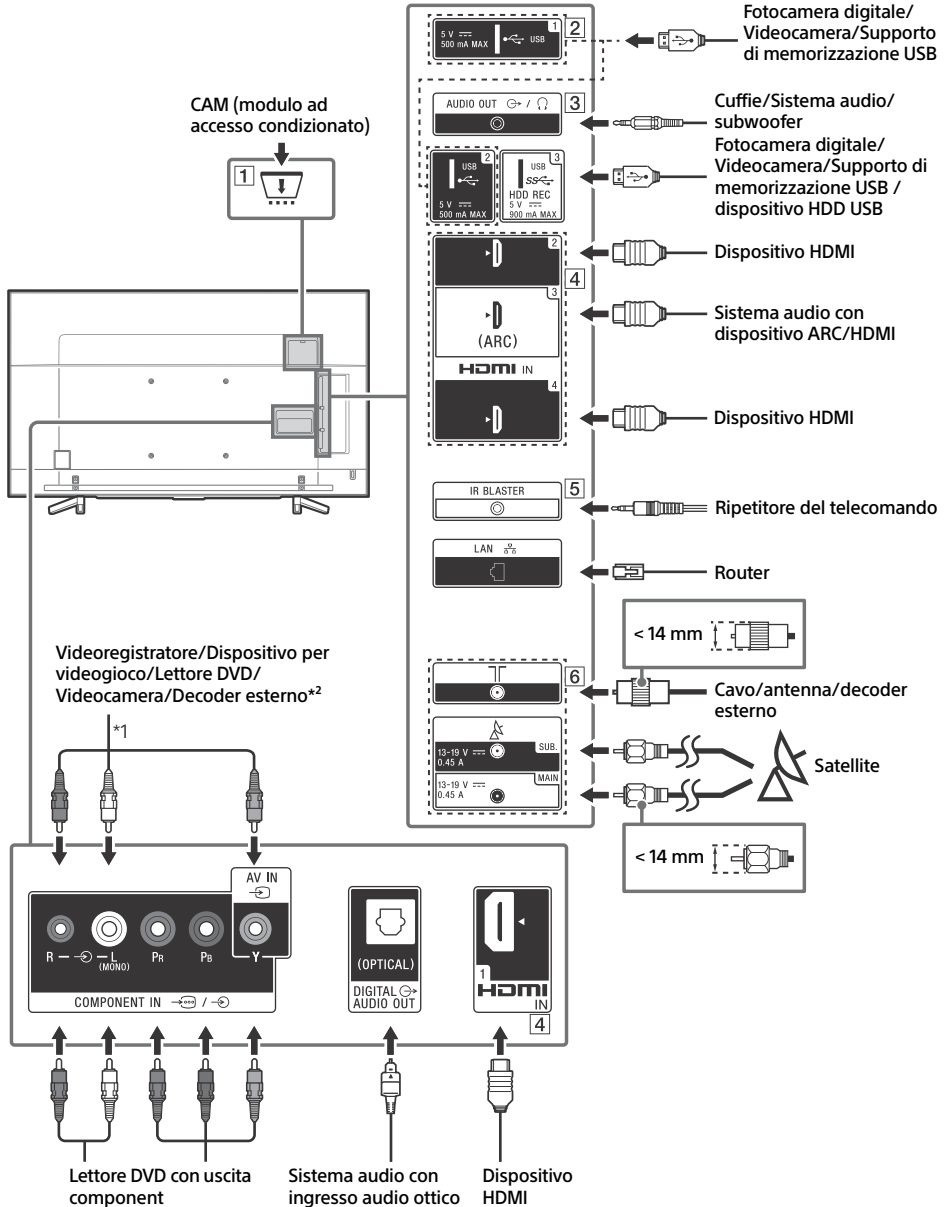 Fotocamera digitale/
Videocamera/Supporto
di memorizzazione USB
5 V
500 mA MAX
USB
1
2
CAM (modulo ad
accesso condizionato)
1
AUDIO OUT /
3
Cuffie/Sistema audio/
subwoofer
Fotocamera digitale/
Videocamera/Supporto di
memorizzazione USB /
dispositivo HDD USB
2
USB
5 V
500 mA MAX
3
USB
SS
HDD REC
5 V
900 mA MAX
2
Dispositivo HDMI
4
3
(ARC)
HDMI IN
Sistema audio con
dispositivo ARC/HDMI
4
Dispositivo HDMI
IR BLASTER
5
Ripetitore del telecomando
LAN
Router
< 14 mm
6
Cavo/antenna/decoder
esterno
13-19 V
0.45 A
SUB.
13-19 V
0.45 A
MAIN
Satellite
< 14 mm
Videoregistratore/Dispositivo per
videogioco/Lettore DVD/
Videocamera/Decoder esterno*2
*1
AV IN
R – L
(MONO)
PR
PB
Y
COMPONENT IN /
(OPTICAL)
DIGITAL
AUDIO OUT
1
HDMI
IN
4
Lettore DVD con uscita
component
Sistema audio con
ingresso audio ottico
Dispositivo
HDMI